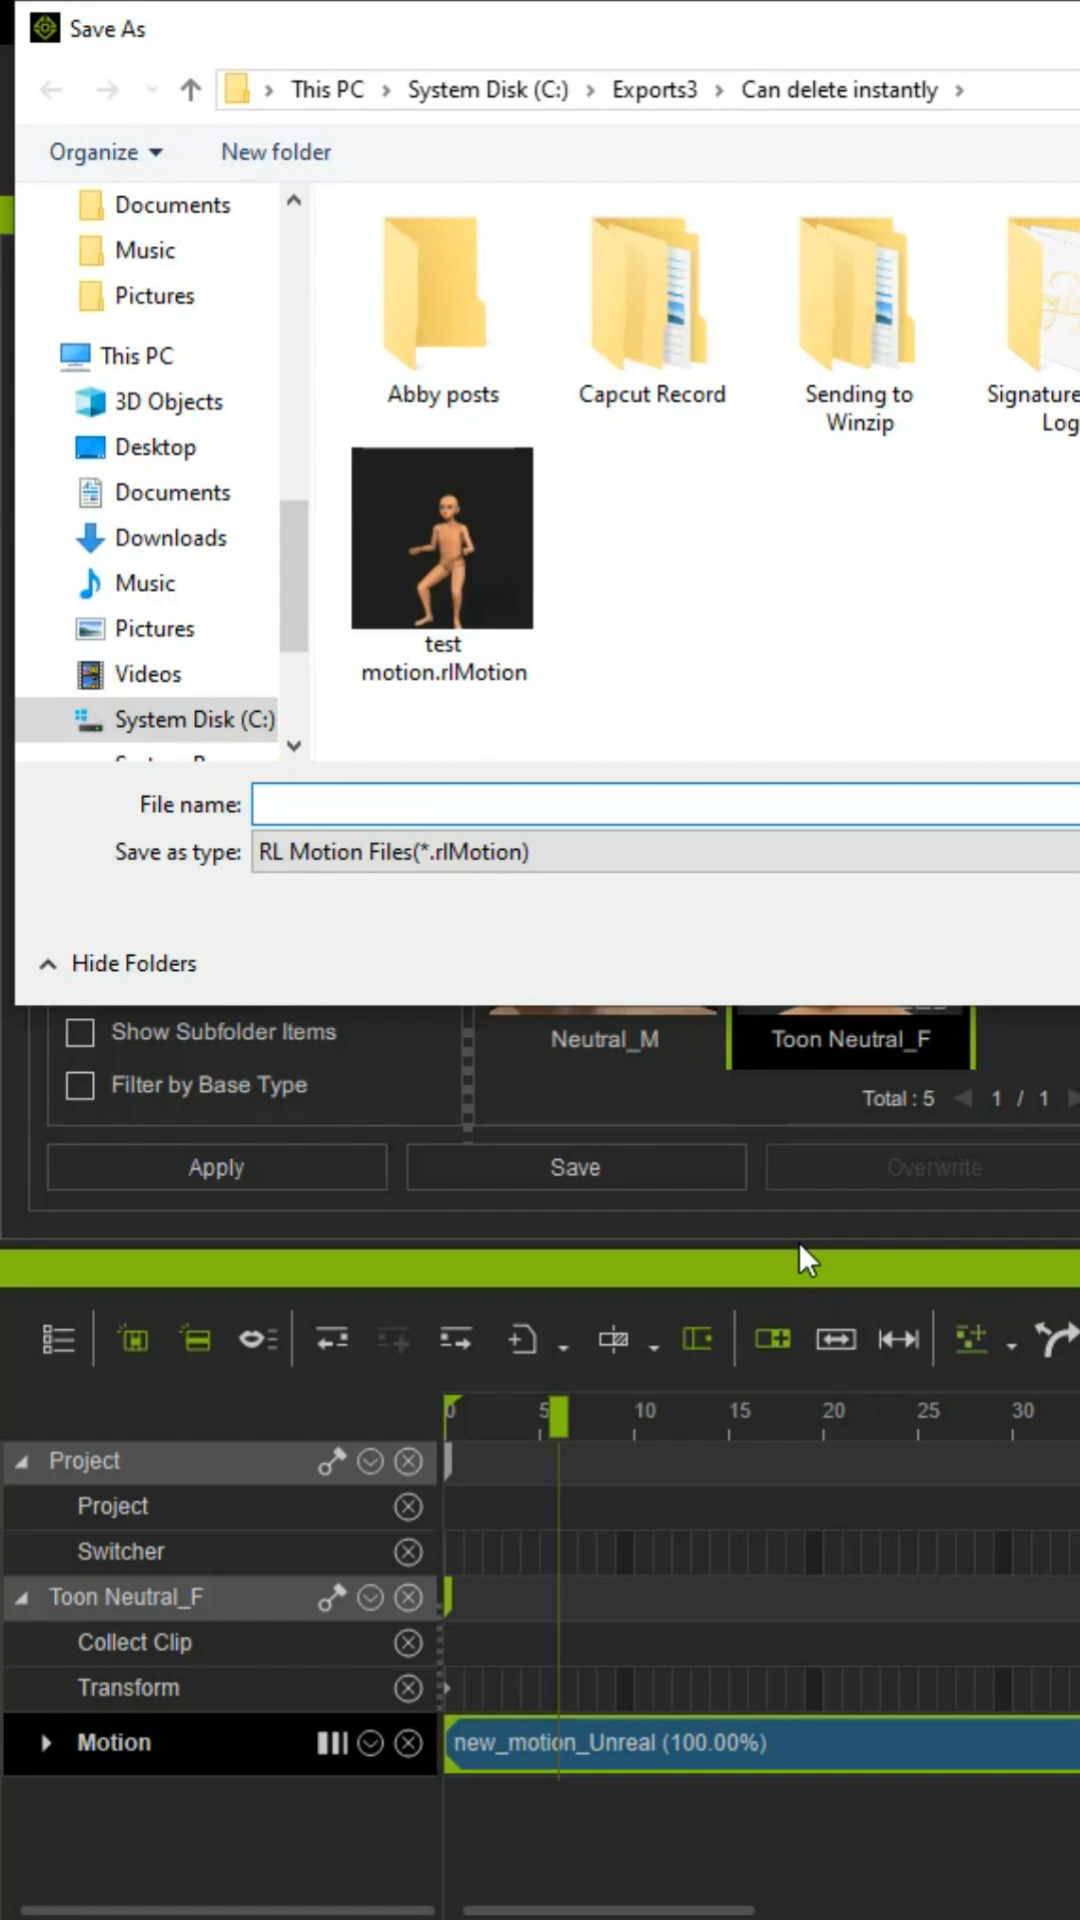 Save As
This PC > System Disk (C:) > Exports3 > Can delete instantly >
Organize
New folder
Documents
Music
Pictures
This PC
3D Objects
Desktop
Documents
Downloads
Music
Pictures
Videos
System Disk (C:)
Abby posts
Capcut Record
Sending to
Winzip
Signature
Log
test
motion.rlMotion
File name:
Save as type: RL Motion Files(*.rlMotion)
Hide Folders
Show Subfolder Items
Filter by Base Type
Neutral_M
Toon Neutral_F
Total : 5 1 / 1
Apply
Save
Overwrite
0 5 10 15 20 25 30
Project
Project
Switcher
Toon Neutral_F
Collect Clip
Transform
Motion
new_motion_Unreal (100.00%)